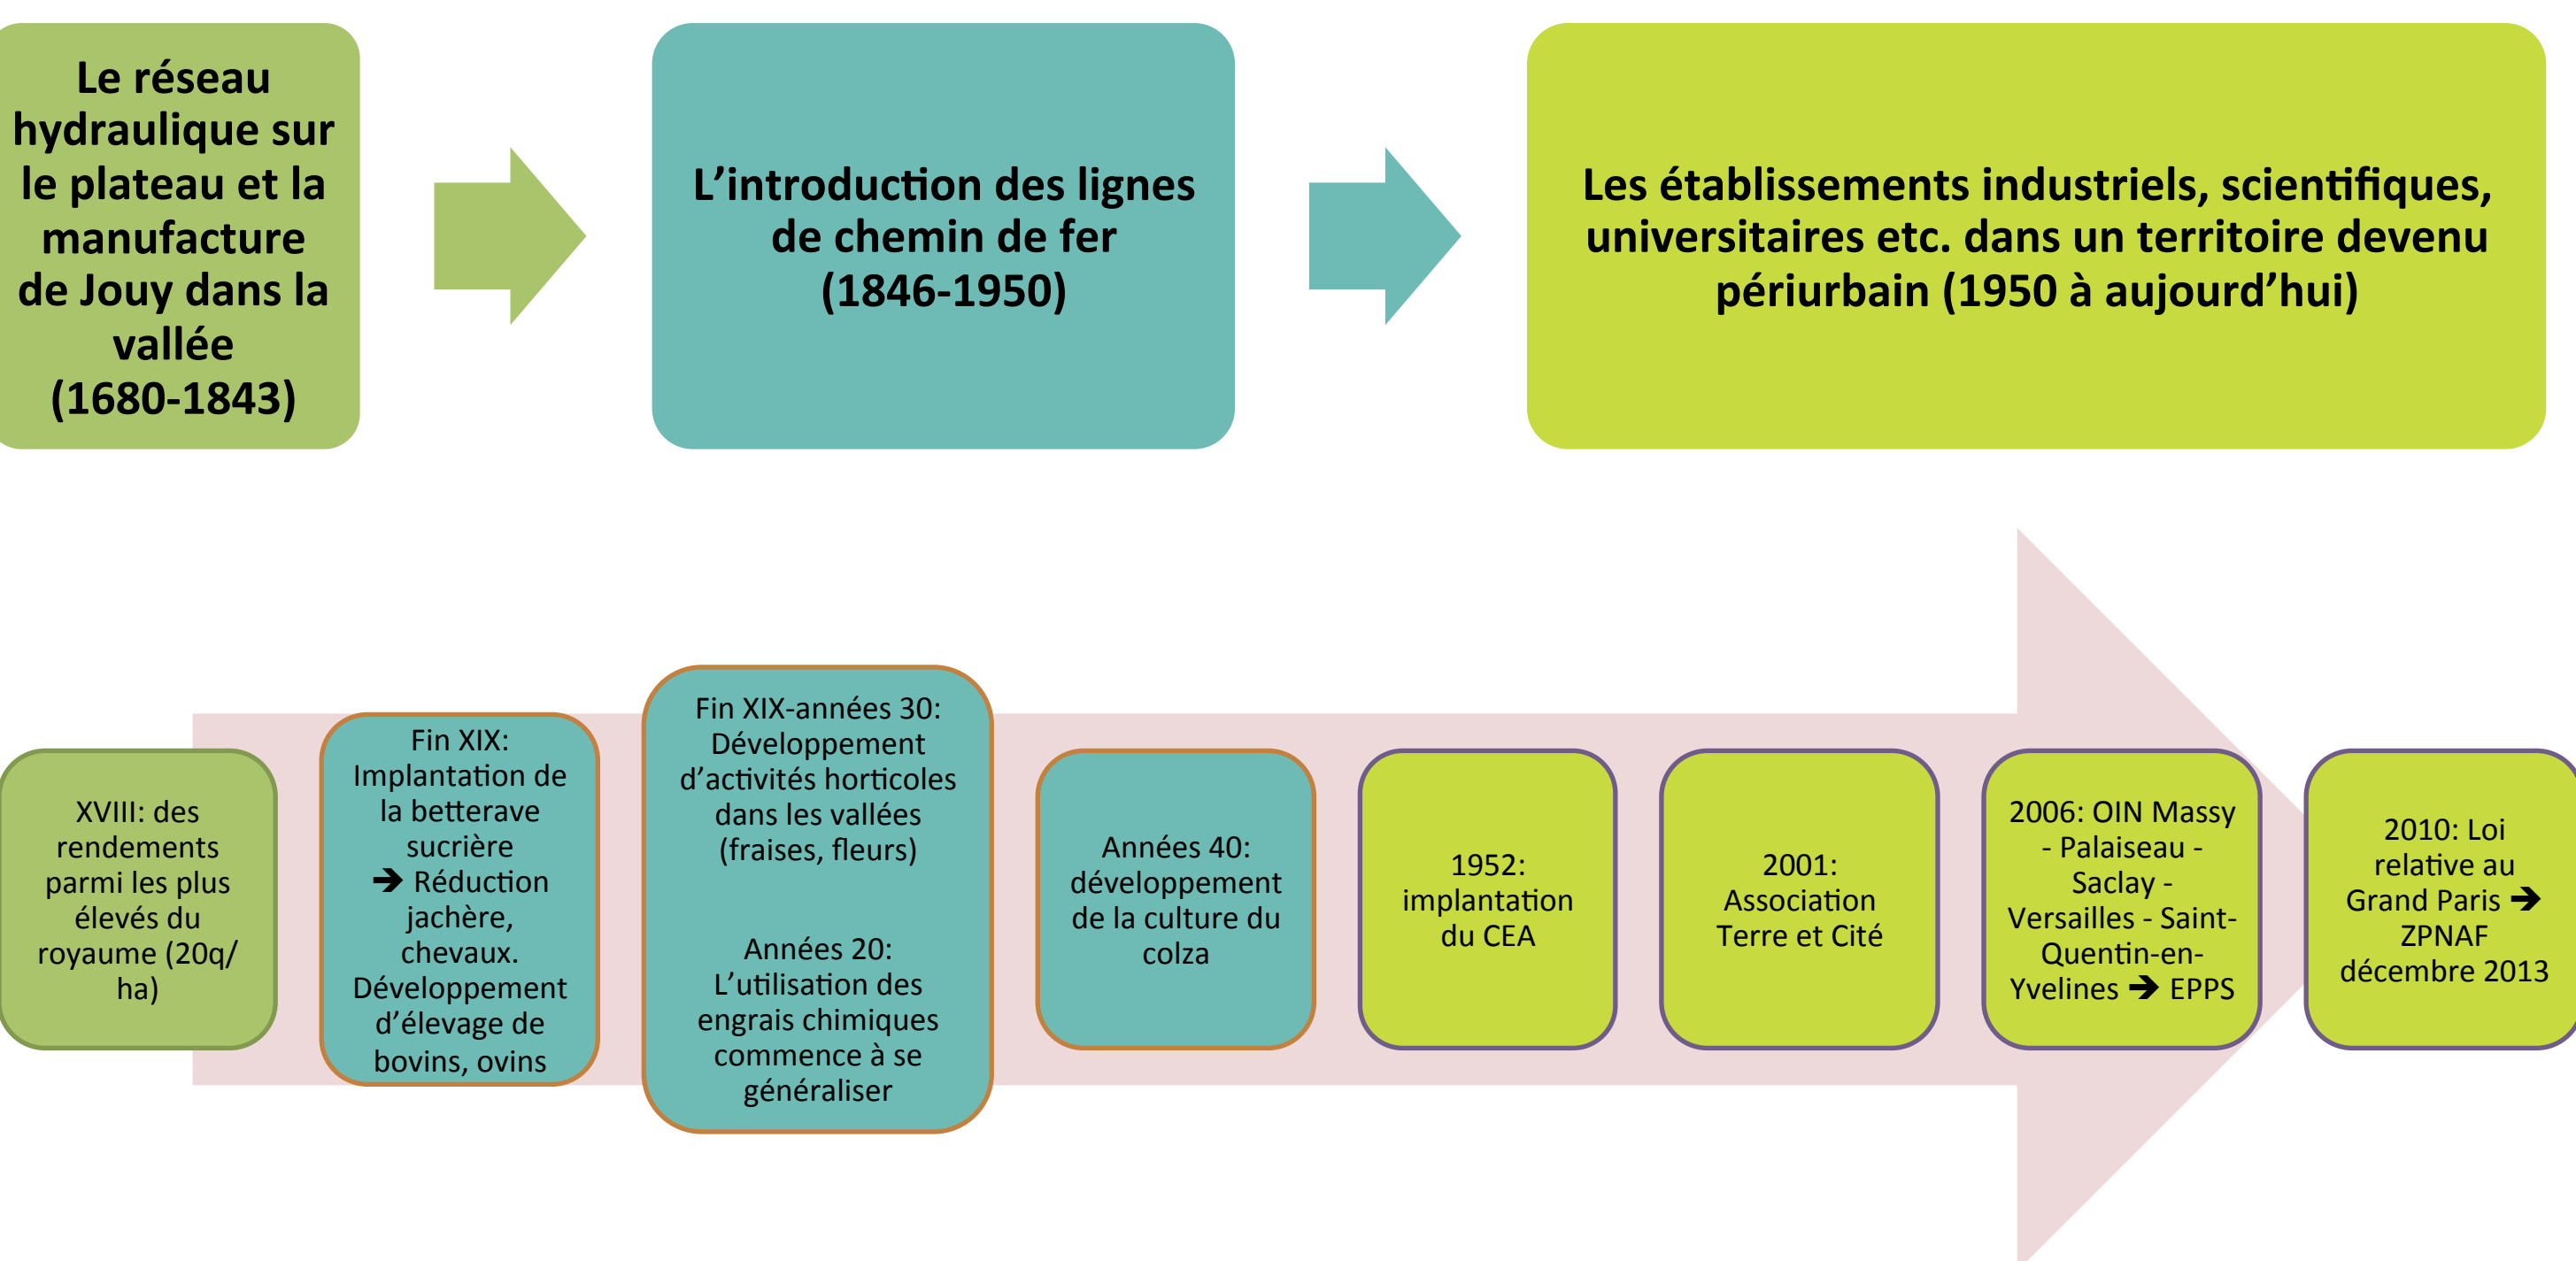 Le réseau
hydraulique sur
le plateau et la
manufacture
de Jouy dans la
vallée
(1680-1843)
L’introduction des lignes
de chemin de fer
(1846-1950)
Les établissements industriels, scientifiques,
universitaires etc. dans un territoire devenu
périurbain (1950 à aujourd’hui)
XVIII: des
rendements
parmi les plus
élevés du
royaume (20q/
ha)
Fin XIX:
Implantation de
la betterave
sucrière
➔ Réduction
jachère,
chevaux.
Développement
d’élevage de
bovins, ovins
Fin XIX-années 30:
Développement
d’activités horticoles
dans les vallées
(fraises, fleurs)
Années 20:
L’utilisation des
engrais chimiques
commence à se
généraliser
Années 40:
développement
de la culture du
colza
1952:
implantation
du CEA
2001:
Association
Terre et Cité
2006: OIN Massy
- Palaiseau -
Saclay -
Versailles - Saint-
Quentin-en-
Yvelines ➔ EPPS
2010: Loi
relative au
Grand Paris ➔
ZPNAF
décembre 2013